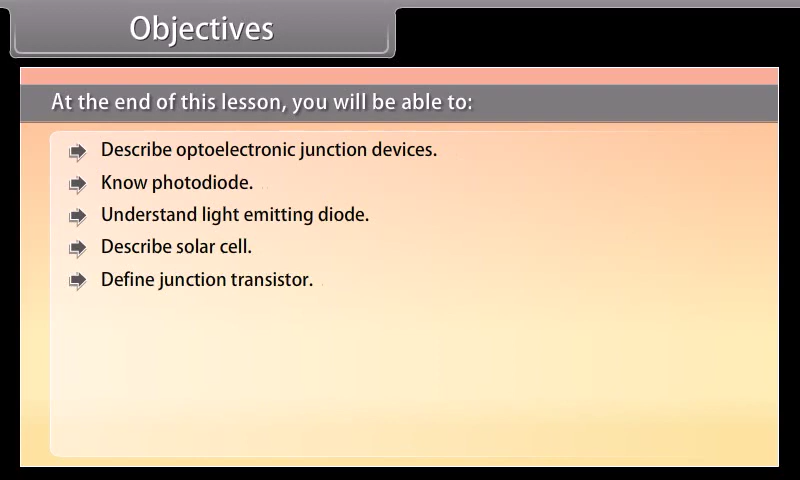 Objectives
At the end of this lesson, you will be able to:
Describe optoelectronic junction devices.
Know photodiode.
Understand light emitting diode.
Describe solar cell.
Define junction transistor.